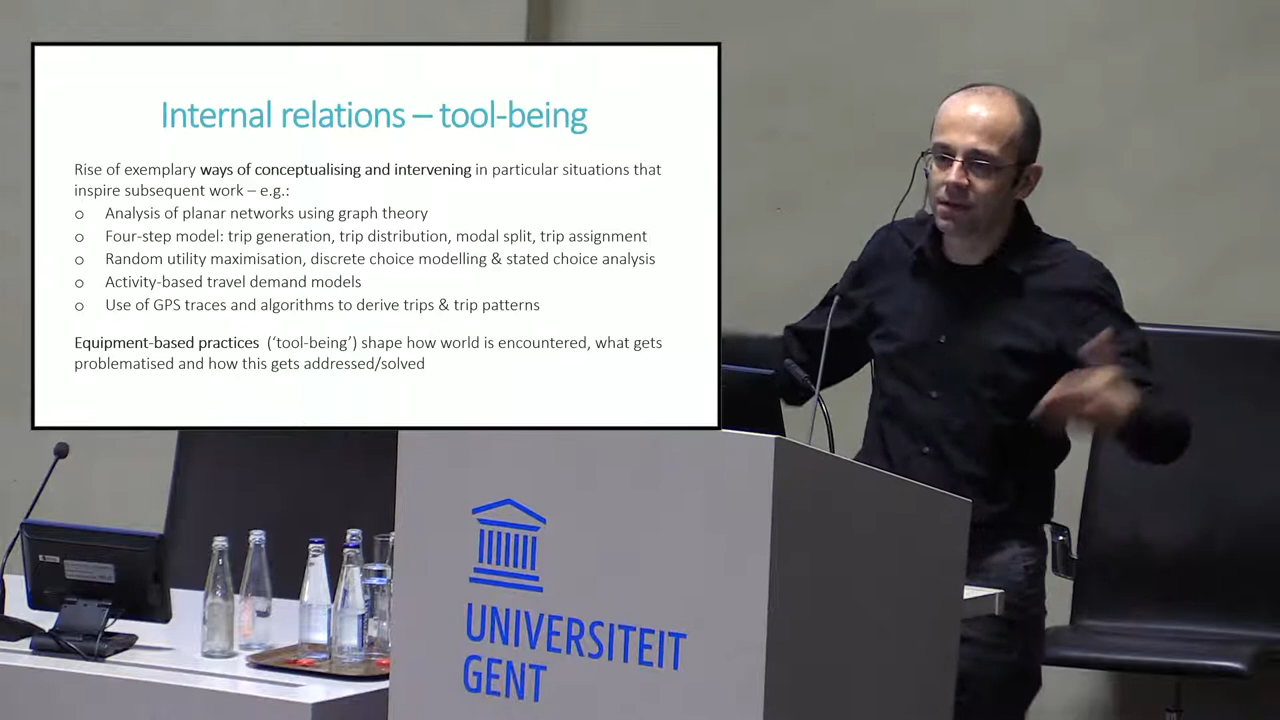 Internal relations – tool-being
Rise of exemplary ways of conceptualising and intervening in particular situations that
inspire subsequent work – e.g.:
o Analysis of planar networks using graph theory
o Four-step model: trip generation, trip distribution, modal split, trip assignment
o Random utility maximisation, discrete choice modelling & stated choice analysis
o Activity-based travel demand models
o Use of GPS traces and algorithms to derive trips & trip patterns
Equipment-based practices (‘tool-being’) shape how world is encountered, what gets
problematised and how this gets addressed/solved
UNIVERSITEIT
GENT